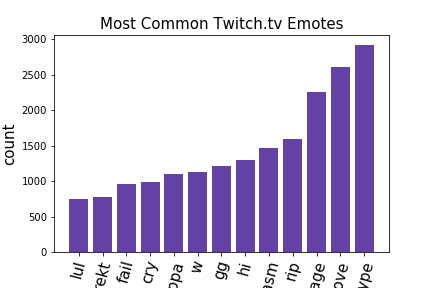 Most Common Twitch.tv Emotes
count
3000
2500
2000
1500
1000
500
0
lul
rekt
fail
cry
opa
w
gg
hi
asm
rip
age
ove
ype